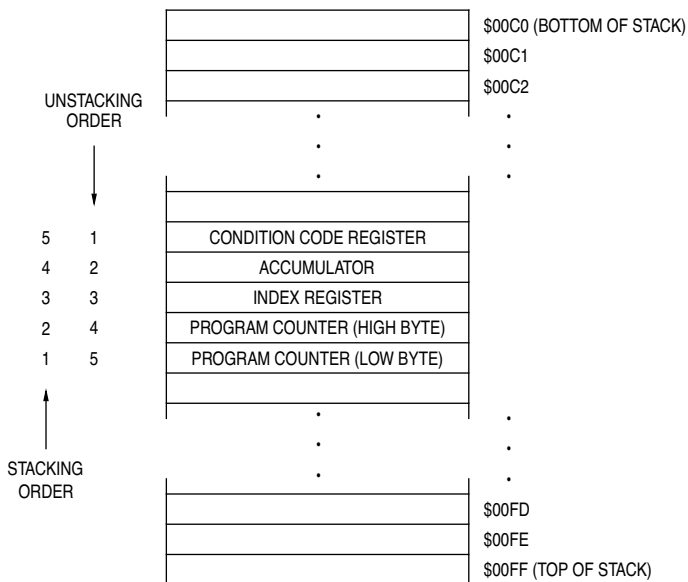 $00C0 (BOTTOM OF STACK)
$00C1
$00C2
UNSTACKING
ORDER
5 1 CONDITION CODE REGISTER
4 2 ACCUMULATOR
3 3 INDEX REGISTER
2 4 PROGRAM COUNTER (HIGH BYTE)
1 5 PROGRAM COUNTER (LOW BYTE)
STACKING
ORDER
$00FD
$00FE
$00FF (TOP OF STACK)